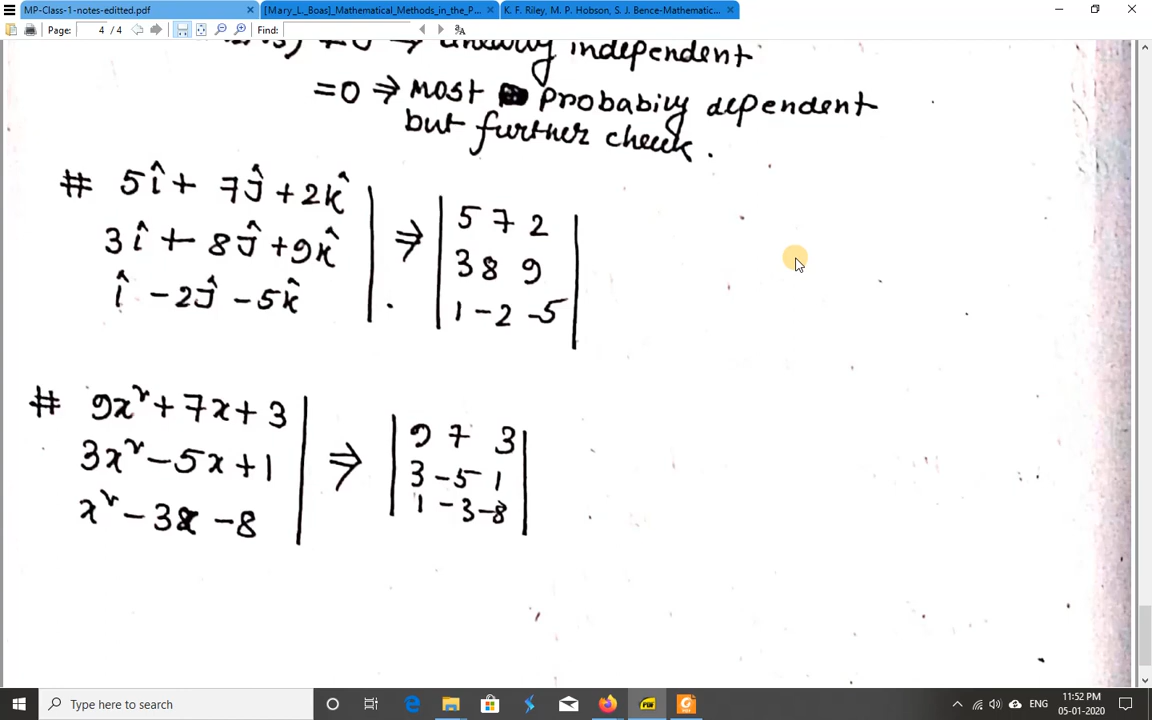 MP-Class-1-notes-editted.pdf
[Mary_L._Boas]_Mathematical_Methods_in_the_P...
K. F. Riley, M. P. Hobson, S. J. Bence-Mathematic...
Page: 4 / 4 Find:
⇒ linearly independent
=0 ⇒ most probabily dependent
but further check.
# 5î + 7ĵ + 2k̂ | ⇒ | 5 7 2 |
3î + 8ĵ + 9k̂ | 3 8 9 |
î - 2ĵ - 5k̂ | 1 -2 -5 |
# 9x² + 7x + 3 | ⇒ | 9 7 3 |
3x² - 5x + 1 | 3 -5 1 |
x² - 3x - 8 | 1 -3 -8 |
Type here to search
ENG
11:52 PM
05-01-2020